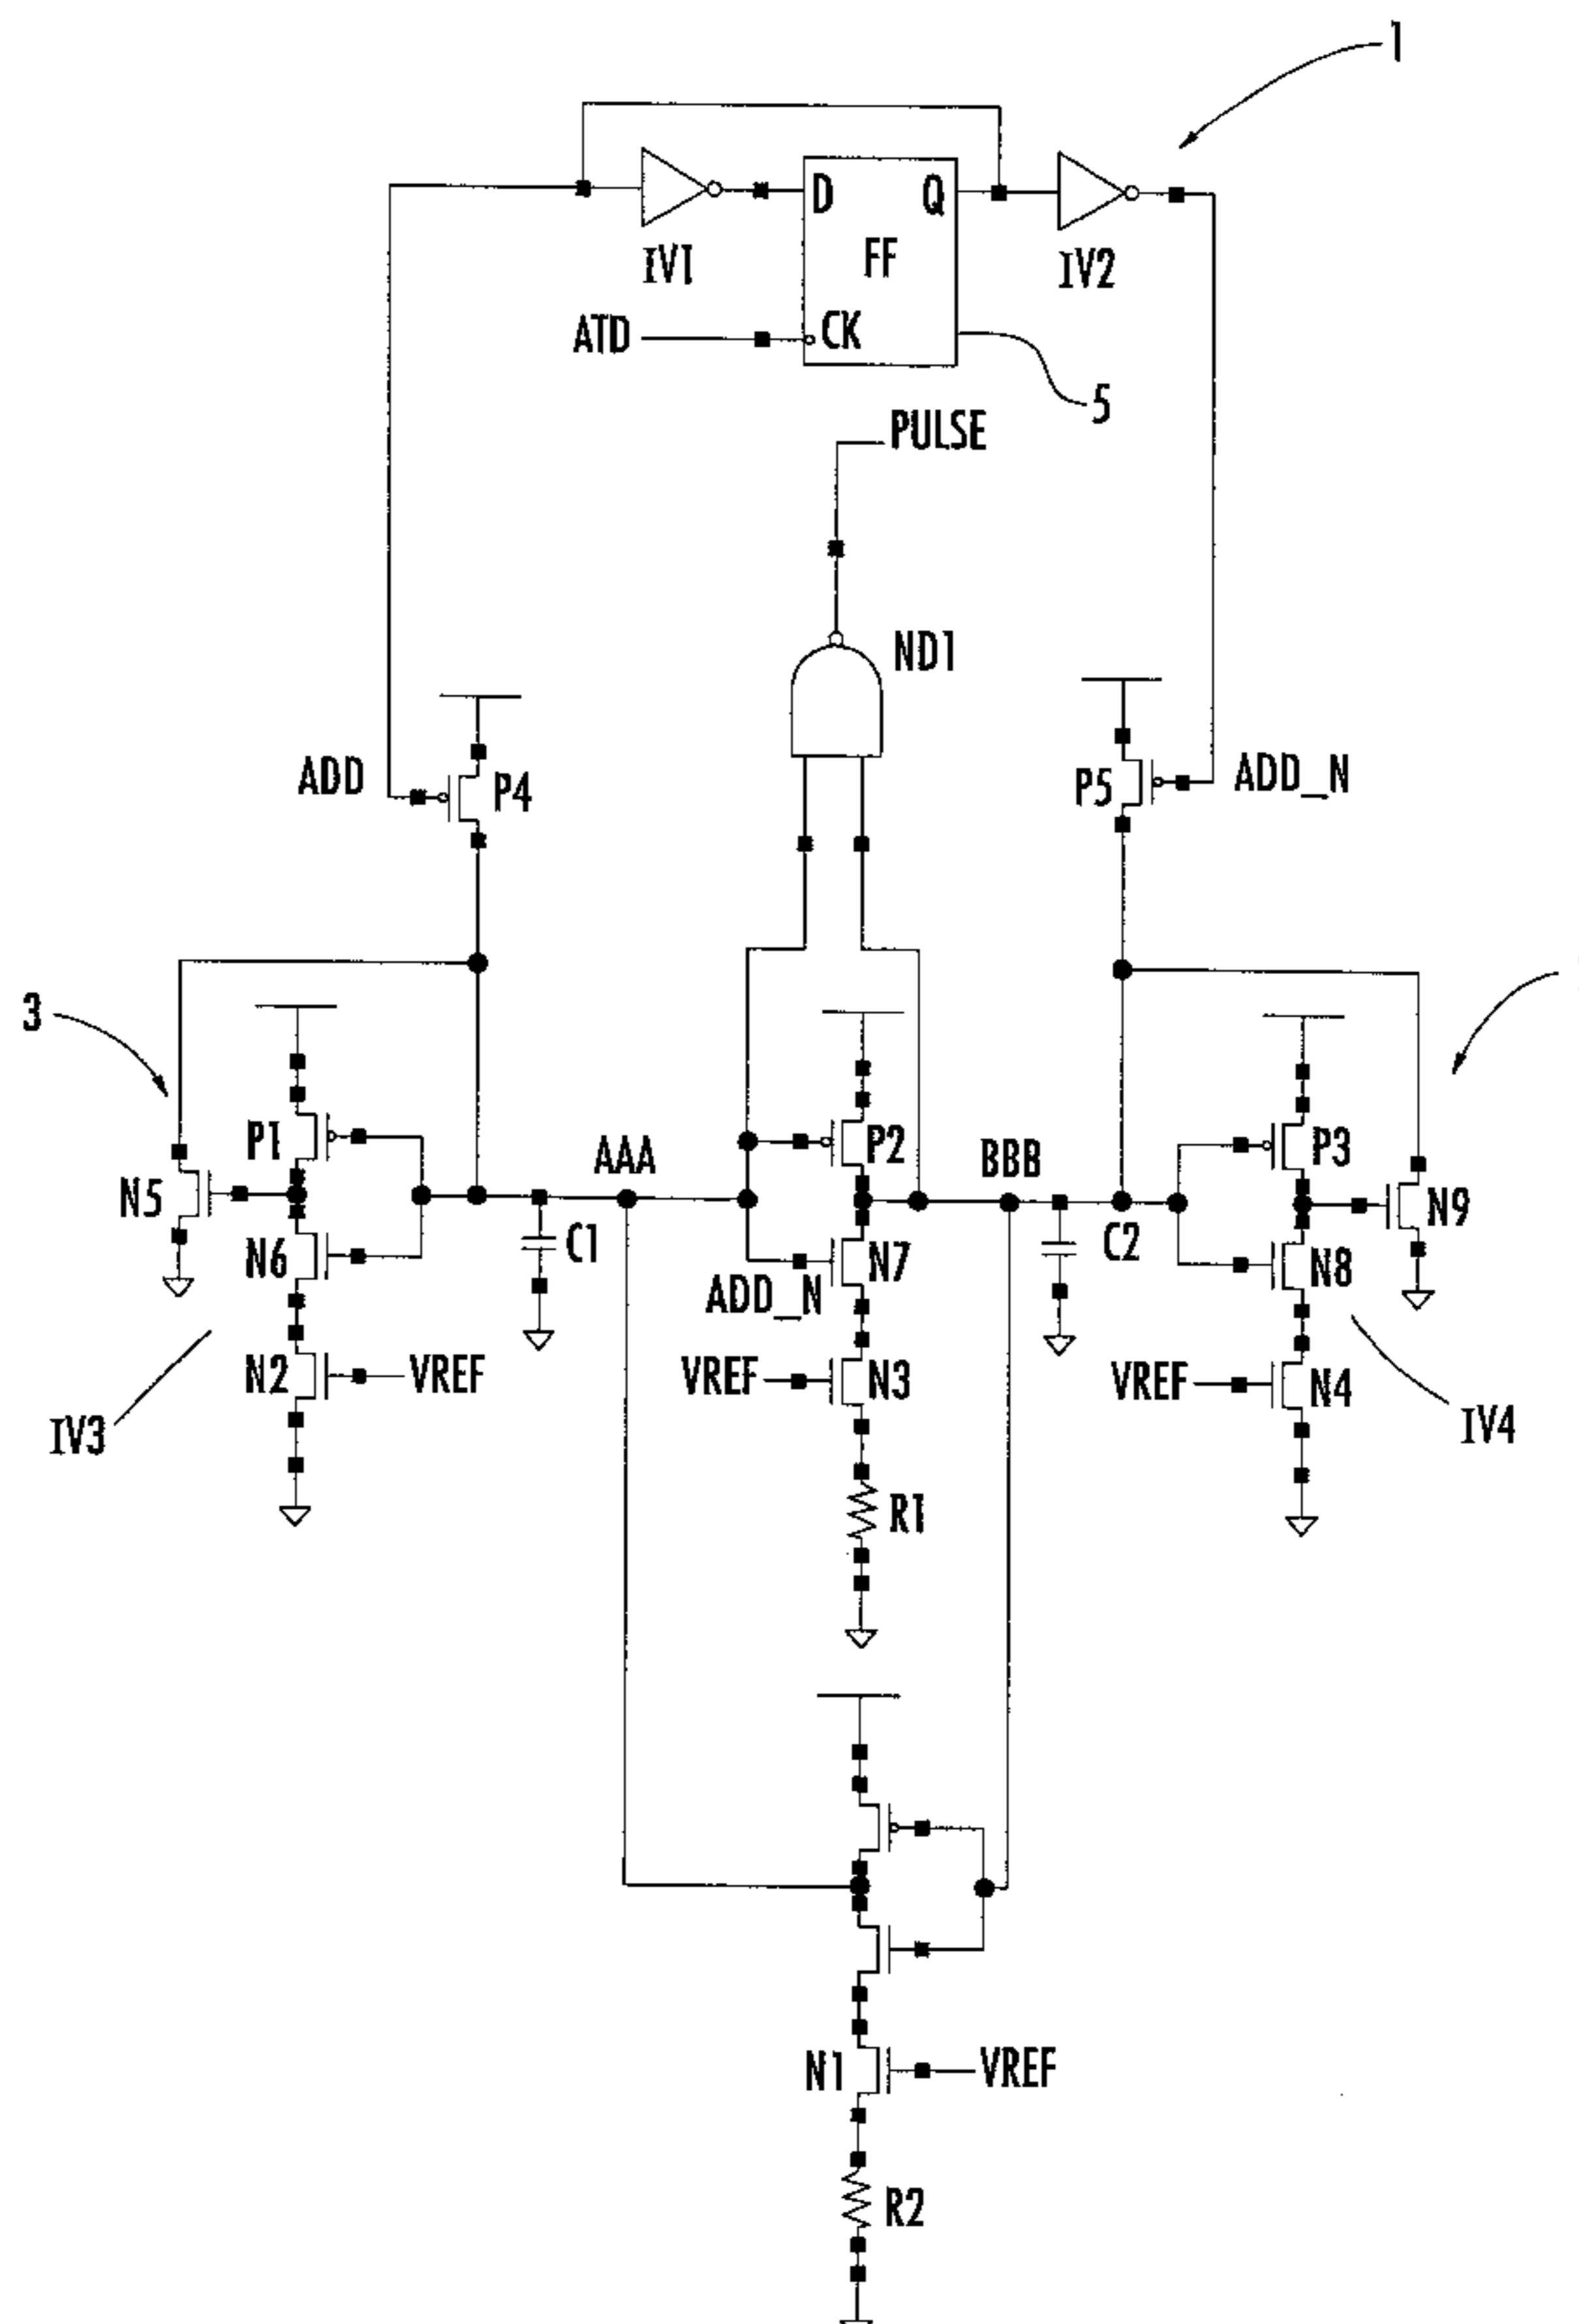 1
D Q
FF
IV1
IV2
ATD
CK
5
PULSE
ND1
ADD
P4
P5
ADD_N
3
P1
N5
N6
AAA
C1
P2
BBB
N7
ADD_N
C2
P3
N9
N8
N2
VREF
VREF
N3
VREF
N4
IV3
IV4
R1
N1
VREF
R2